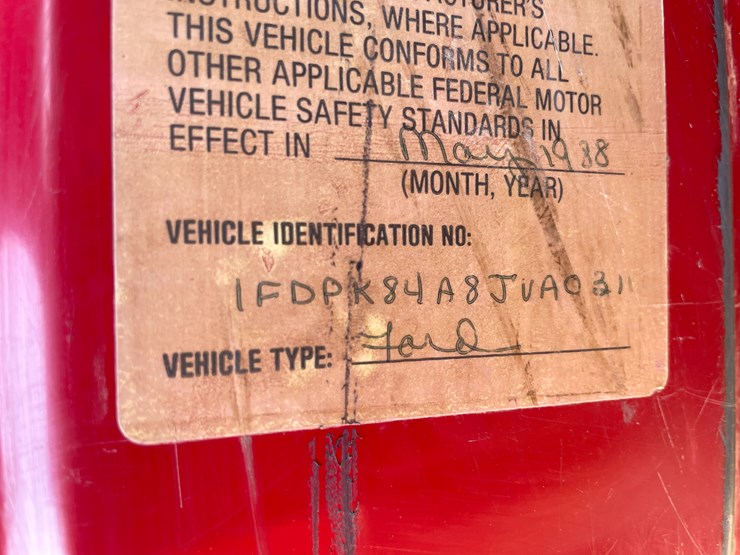 INSTRUCTIONS, WHERE APPLICABLE.
THIS VEHICLE CONFORMS TO ALL
OTHER APPLICABLE FEDERAL MOTOR
VEHICLE SAFETY STANDARDS IN
EFFECT IN May 1988
(MONTH, YEAR)
VEHICLE IDENTIFICATION NO:
1FDPK84A8JVA0311
VEHICLE TYPE: Ford